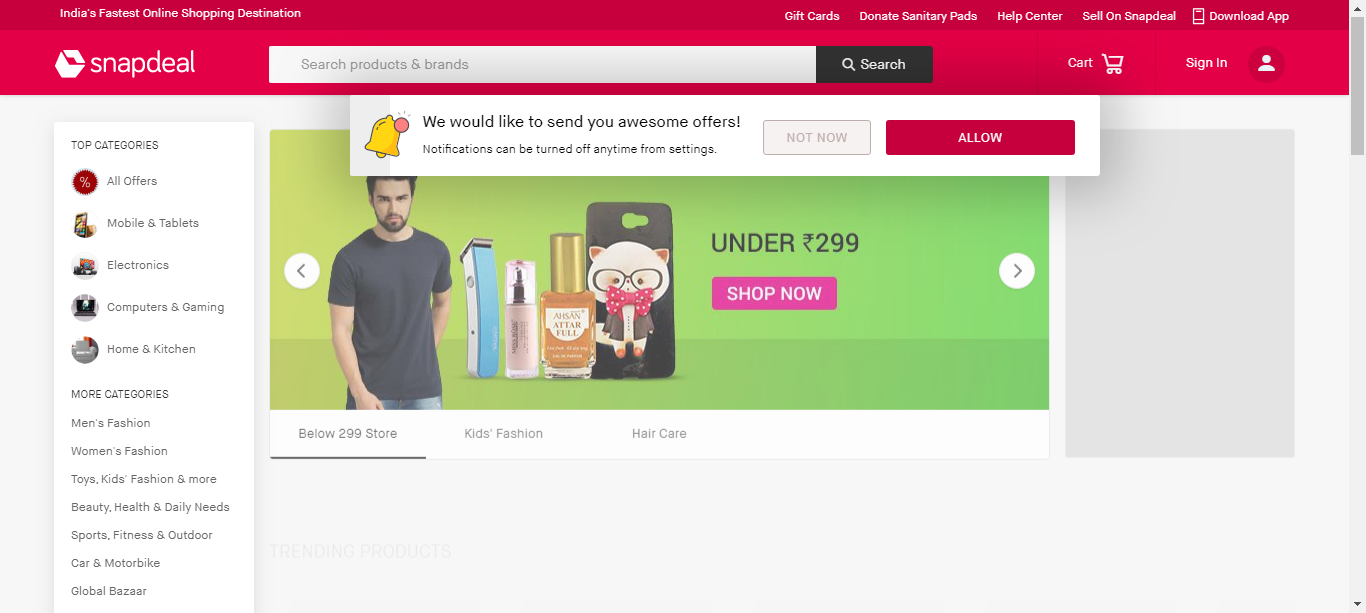 India's Fastest Online Shopping Destination
Gift Cards
Donate Sanitary Pads
Help Center
Sell On Snapdeal
Download App
snapdeal
Search products & brands
Search
Cart
Sign In
We would like to send you awesome offers!
Notifications can be turned off anytime from settings.
NOT NOW
ALLOW
TOP CATEGORIES
%
All Offers
Mobile & Tablets
Electronics
Computers & Gaming
Home & Kitchen
MORE CATEGORIES
Men's Fashion
Women's Fashion
Toys, Kids' Fashion & more
Beauty, Health & Daily Needs
Sports, Fitness & Outdoor
Car & Motorbike
Global Bazaar
AHSAN
ATTAR
FULL
UNDER ₹299
SHOP NOW
Below 299 Store
Kids' Fashion
Hair Care
TRENDING PRODUCTS